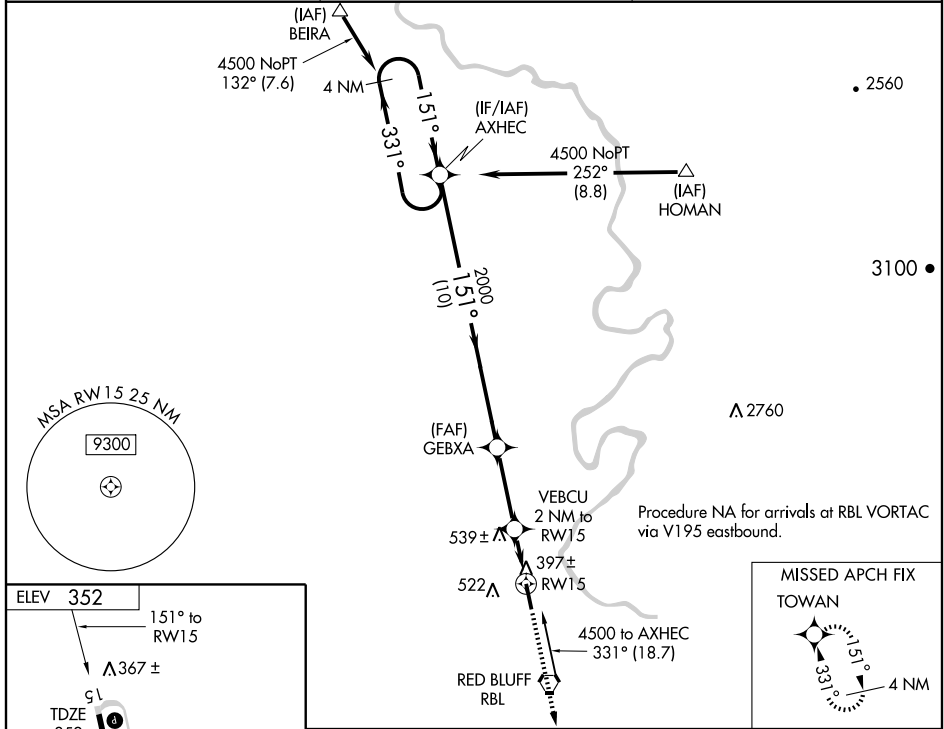 (IAF)
BEIRA
4500 NoPT
132° (7.6)
4 NM
151°
331°
(IF/IAF)
AXHEC
2560
4500 NoPT
252°
(8.8)
(IAF)
HOMAN
3100
2000
151°
(10)
MSA RW15 25 NM
9300
2760
(FAF)
GEBXA
VEBCU
2 NM to
RW15
539 ±
397 ±
522
RW15
Procedure NA for arrivals at RBL VORTAC
via V195 eastbound.
4500 to AXHEC
331° (18.7)
RED BLUFF
RBL
MISSED APCH FIX
TOWAN
151°
331°
4 NM
ELEV 352
151° to
RW15
367 ±
15
TDZE
P